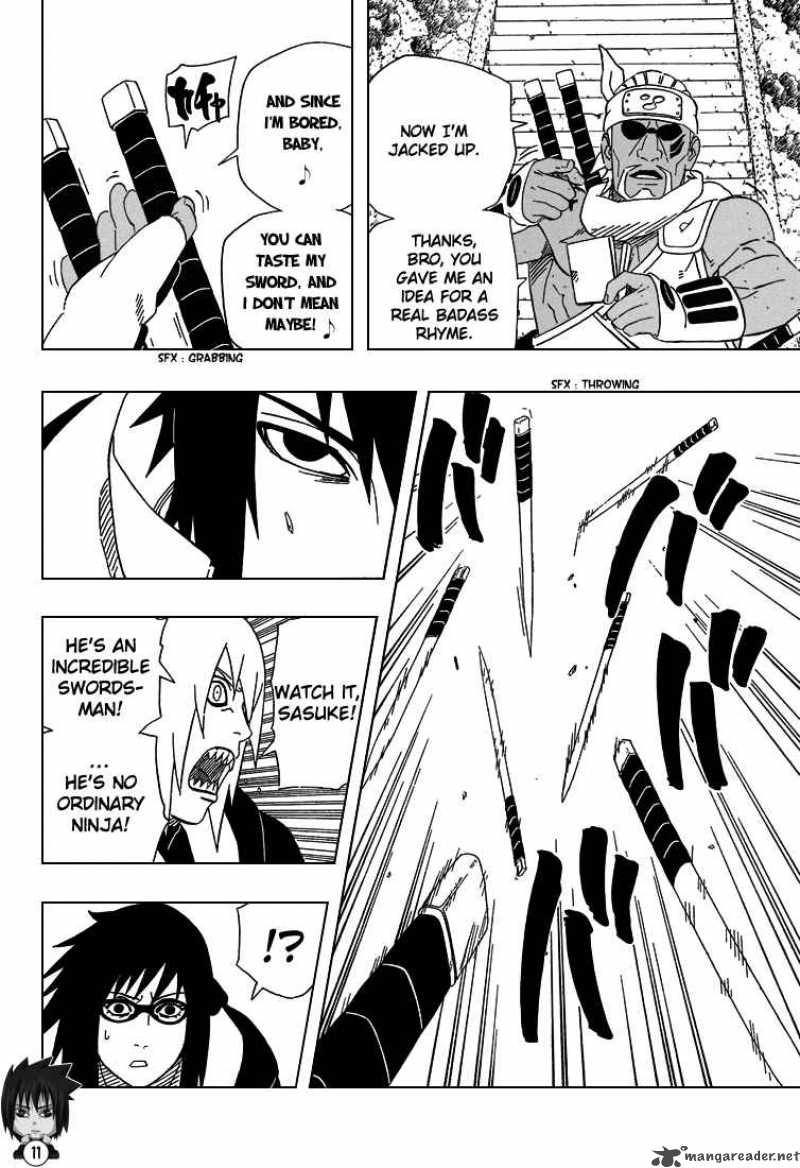 NOW I'M
JACKED UP.
THANKS,
BRO, YOU
GAVE ME AN
IDEA FOR A
REAL BADASS
RHYME.
AND SINCE
I'M BORED,
BABY,
♪
YOU CAN
TASTE MY
SWORD, AND
I DON'T MEAN
MAYBE! ♪
ガチャ
SFX : GRABBING
SFX : THROWING
WATCH IT,
SASUKE!
HE'S AN
INCREDIBLE
SWORDS-
MAN!
...
HE'S NO
ORDINARY
NINJA!
!?
11
mangareader.net